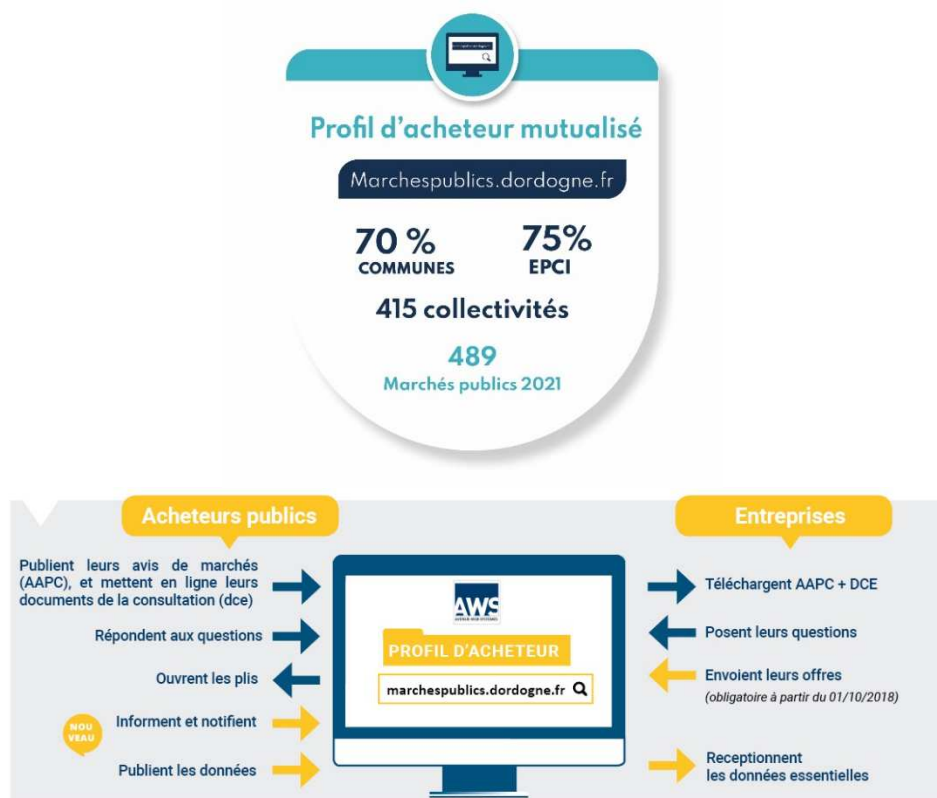 Profil d'acheteur mutualisé
Marchespublics.dordogne.fr
70 %
COMMUNES
75%
EPCI
415 collectivités
489
Marchés publics 2021
Acheteurs publics
Publient leurs avis de marchés
(AAPC), et mettent en ligne leurs
documents de la consultation (dce)
Répondent aux questions
Ouvrent les plis
NOU
VEAU
Informent et notifient
Publient les données
AWS
PROFIL D'ACHETEUR
marchespublics.dordogne.fr
Entreprises
Téléchargent AAPC + DCE
Posent leurs questions
Envoient leurs offres
(obligatoire à partir du 01/10/2018)
Receptionnent
les données essentielles